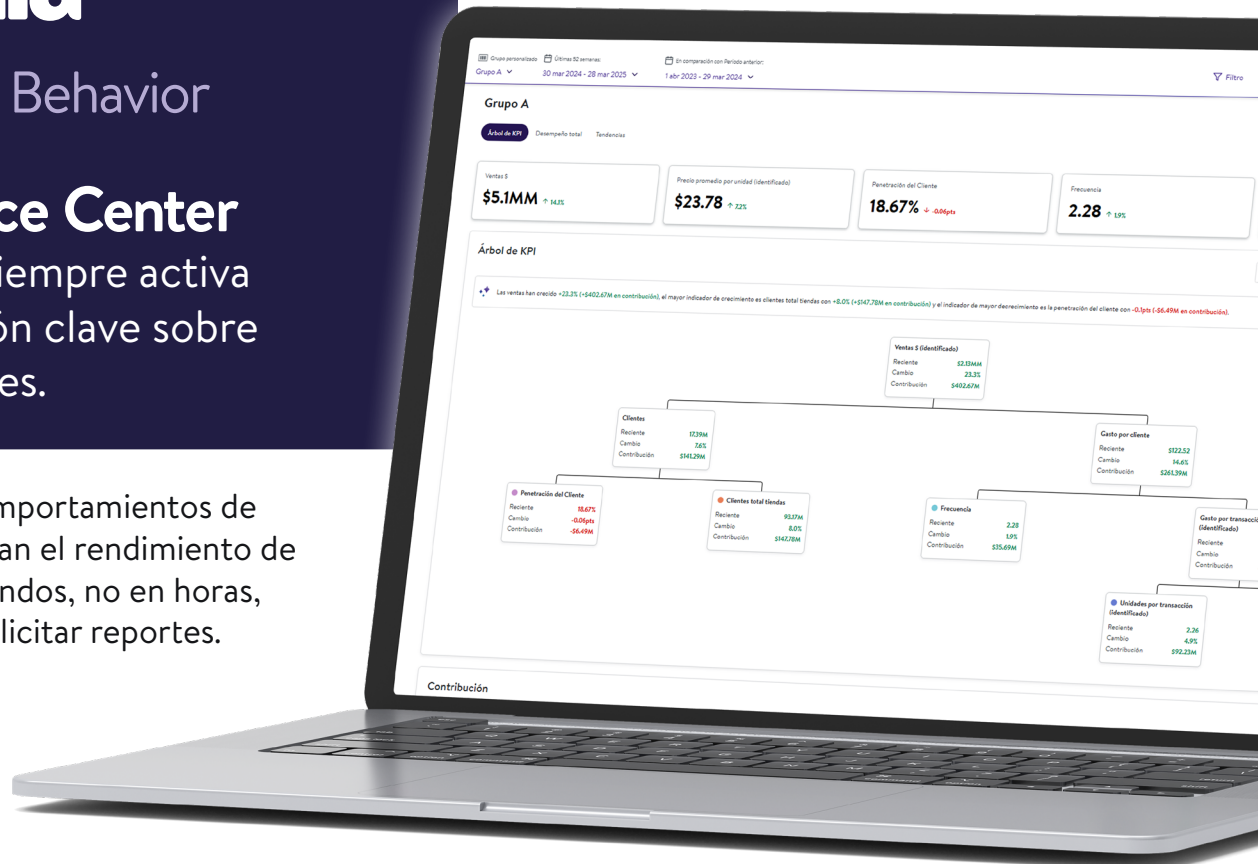 Behavior
ce Center
iempre activa
ón clave sobre
es.
mportamientos de
an el rendimiento de
ndos, no en horas,
licitar reportes.
Grupo personalizado
Últimas 52 semanas:
En comparación con Período anterior:
Grupo A
30 mar 2024 - 28 mar 2025
1 abr 2023 - 29 mar 2024
Filtro
Grupo A
Árbol de KPI
Desempeño total
Tendencias
Ventas $
$5.1MM ↑ 14.1%
Precio promedio por unidad (identificado)
$23.78 ↑ 7.2%
Penetración del Cliente
18.67% ↓ -0.06pts
Frecuencia
2.28 ↑ 1.9%
Árbol de KPI
Las ventas han crecido +23.3% (+$402.67M en contribución), el mayor indicador de crecimiento es clientes total tiendas con +8.0% (+$147.78M en contribución) y el indicador de mayor decrecimiento es la penetración del cliente con -0.1pts (-$6.49M en contribución).
Ventas $ (identificado)
Reciente $2.13MM
Cambio 23.3%
Contribución $402.67M
Clientes
Reciente 17.39M
Cambio 7.6%
Contribución $141.29M
Gasto por cliente
Reciente $122.52
Cambio 14.6%
Contribución $261.39M
Penetración del Cliente
Reciente 18.67%
Cambio -0.06pts
Contribución -$6.49M
Clientes total tiendas
Reciente 93.17M
Cambio 8.0%
Contribución $147.78M
Frecuencia
Reciente 2.28
Cambio 1.9%
Contribución $35.69M
Gasto por transacció
(identificado)
Reciente
Cambio
Contribución
Unidades por transacción
(identificado)
Reciente 2.26
Cambio 4.9%
Contribución $92.23M
Contribución